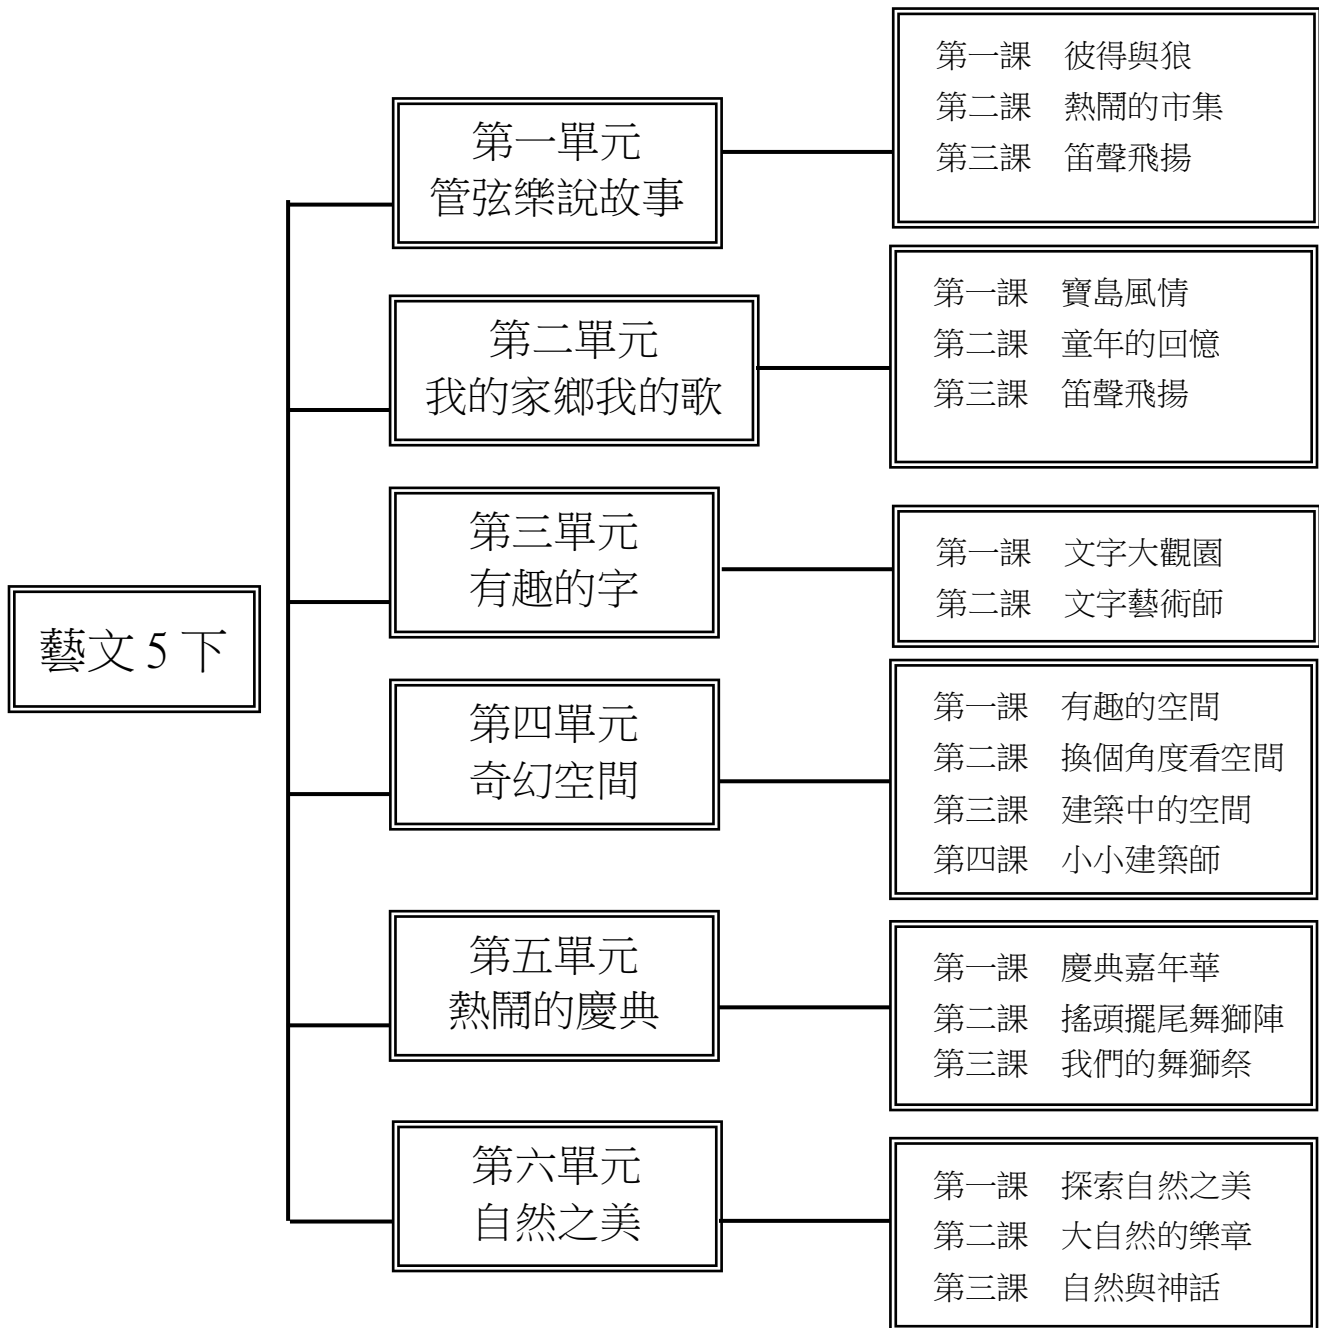 藝文 5 下
第一單元
管弦樂說故事
第一課　彼得與狼
第二課　熱鬧的市集
第三課　笛聲飛揚
第二單元
我的家鄉我的歌
第一課　寶島風情
第二課　童年的回憶
第三課　笛聲飛揚
第三單元
有趣的字
第一課　文字大觀園
第二課　文字藝術師
第四單元
奇幻空間
第一課　有趣的空間
第二課　換個角度看空間
第三課　建築中的空間
第四課　小小建築師
第五單元
熱鬧的慶典
第一課　慶典嘉年華
第二課　搖頭擺尾舞獅陣
第三課　我們的舞獅祭
第六單元
自然之美
第一課　探索自然之美
第二課　大自然的樂章
第三課　自然與神話